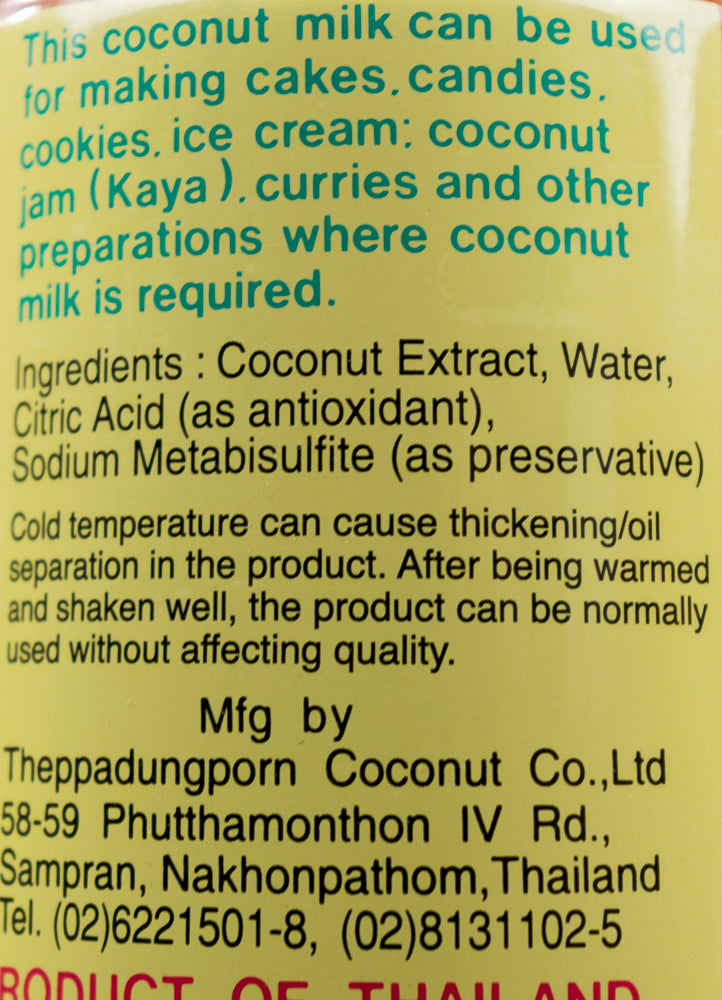 This coconut milk can be used
for making cakes, candies,
cookies, ice cream; coconut
jam (Kaya), curries and other
preparations where coconut
milk is required.
Ingredients : Coconut Extract, Water,
Citric Acid (as antioxidant),
Sodium Metabisulfite (as preservative)
Cold temperature can cause thickening/oil
separation in the product. After being warmed
and shaken well, the product can be normally
used without affecting quality.
Mfg by
Theppadungporn Coconut Co.,Ltd
58-59 Phutthamonthon IV Rd.,
Sampran, Nakhonpathom,Thailand
Tel. (02)6221501-8, (02)8131102-5
PRODUCT OF THAILAND